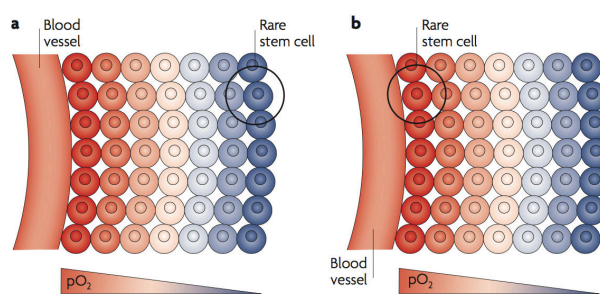 a
Blood
vessel
Rare
stem cell
pO2
b
Rare
stem cell
Blood
vessel
pO2